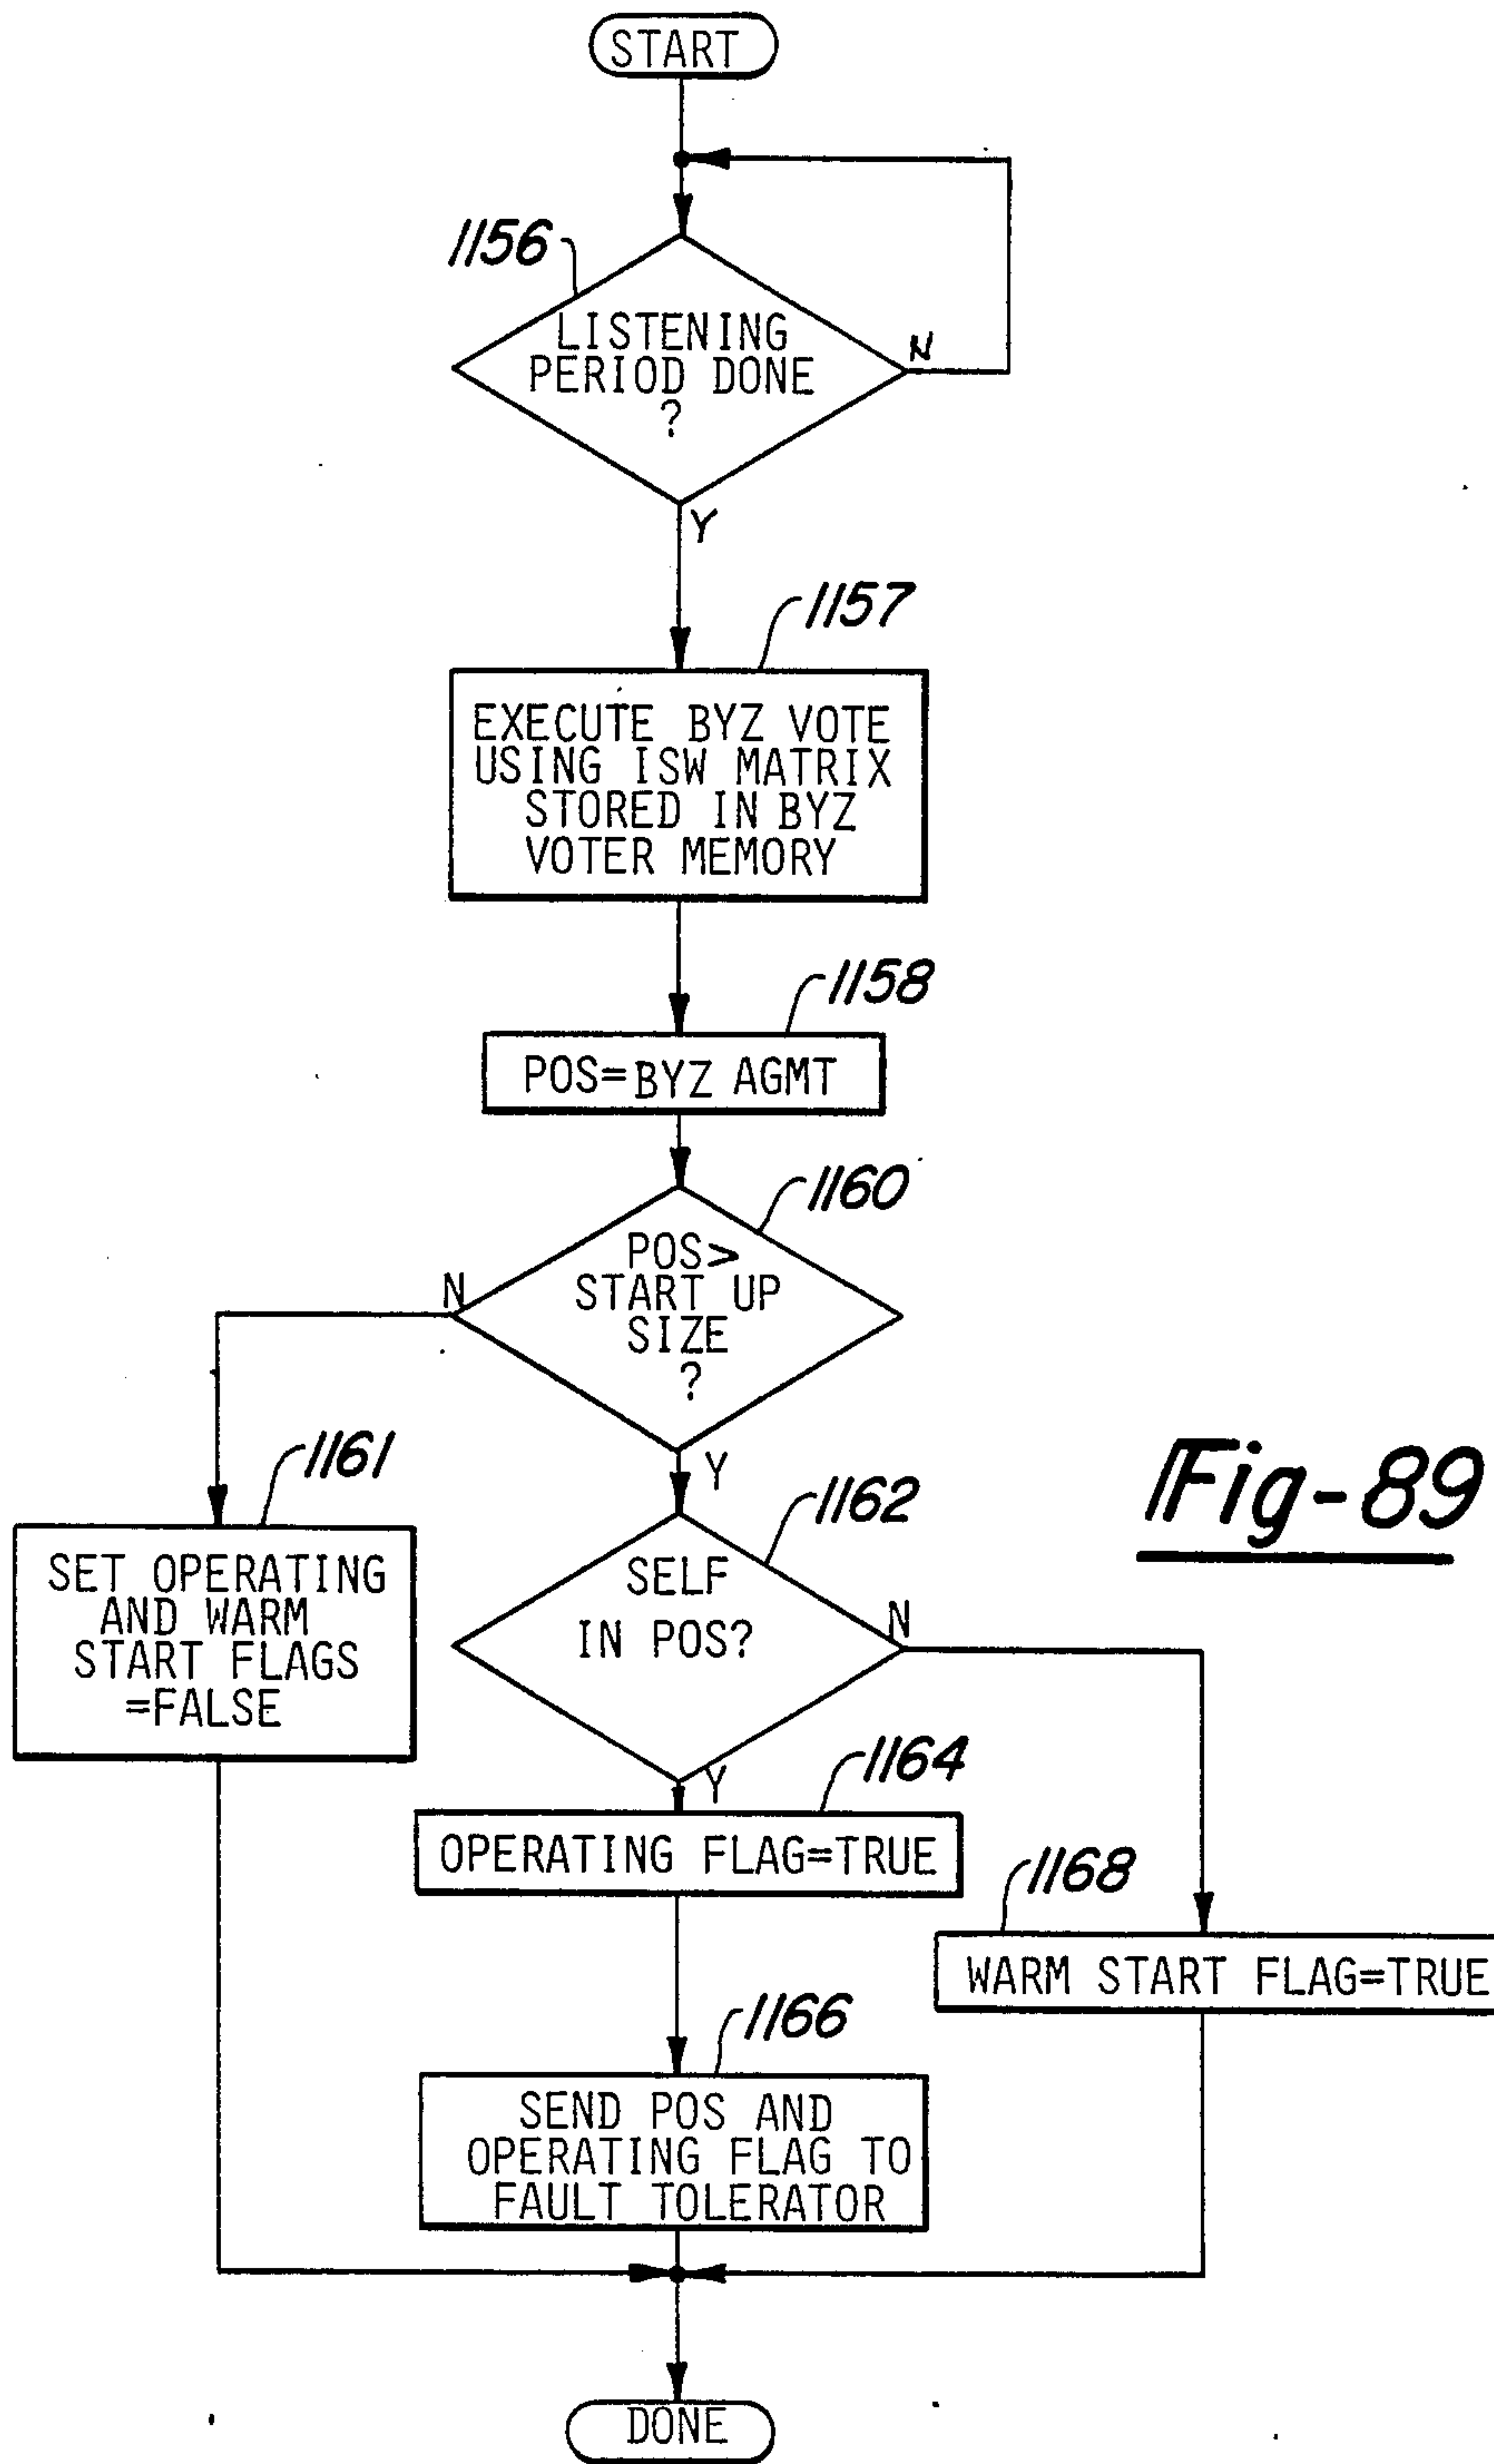 START
1156
LISTENING
PERIOD DONE
?
N
Y
1157
EXECUTE BYZ VOTE
USING ISW MATRIX
STORED IN BYZ
VOTER MEMORY
1158
POS=BYZ AGMT
1160
POS>
START UP
SIZE
?
N
Y
1161
SET OPERATING
AND WARM
START FLAGS
=FALSE
1162
SELF
IN POS?
N
Y
Fig-89
1164
OPERATING FLAG=TRUE
1168
WARM START FLAG=TRUE
1166
SEND POS AND
OPERATING FLAG TO
FAULT TOLERATOR
DONE